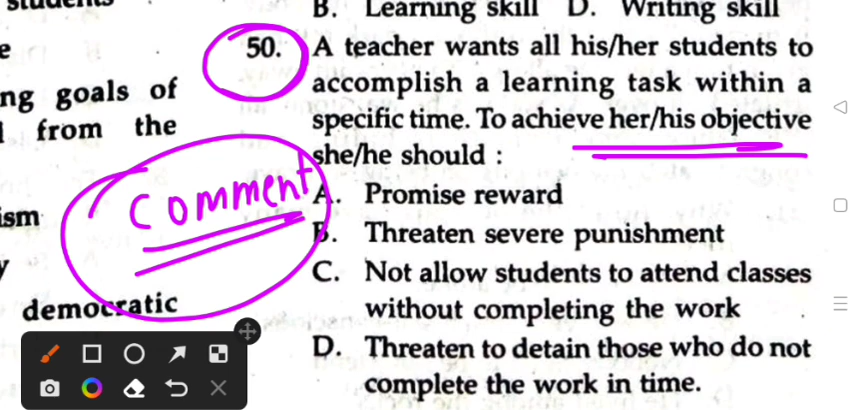 B. Learning skill D. Writing skill
50. A teacher wants all his/her students to
accomplish a learning task within a
specific time. To achieve her/his objective
she/he should :
A. Promise reward
B. Threaten severe punishment
C. Not allow students to attend classes
without completing the work
D. Threaten to detain those who do not
complete the work in time.
students
e
ng goals of
from the
ism
y
democratic
Comment